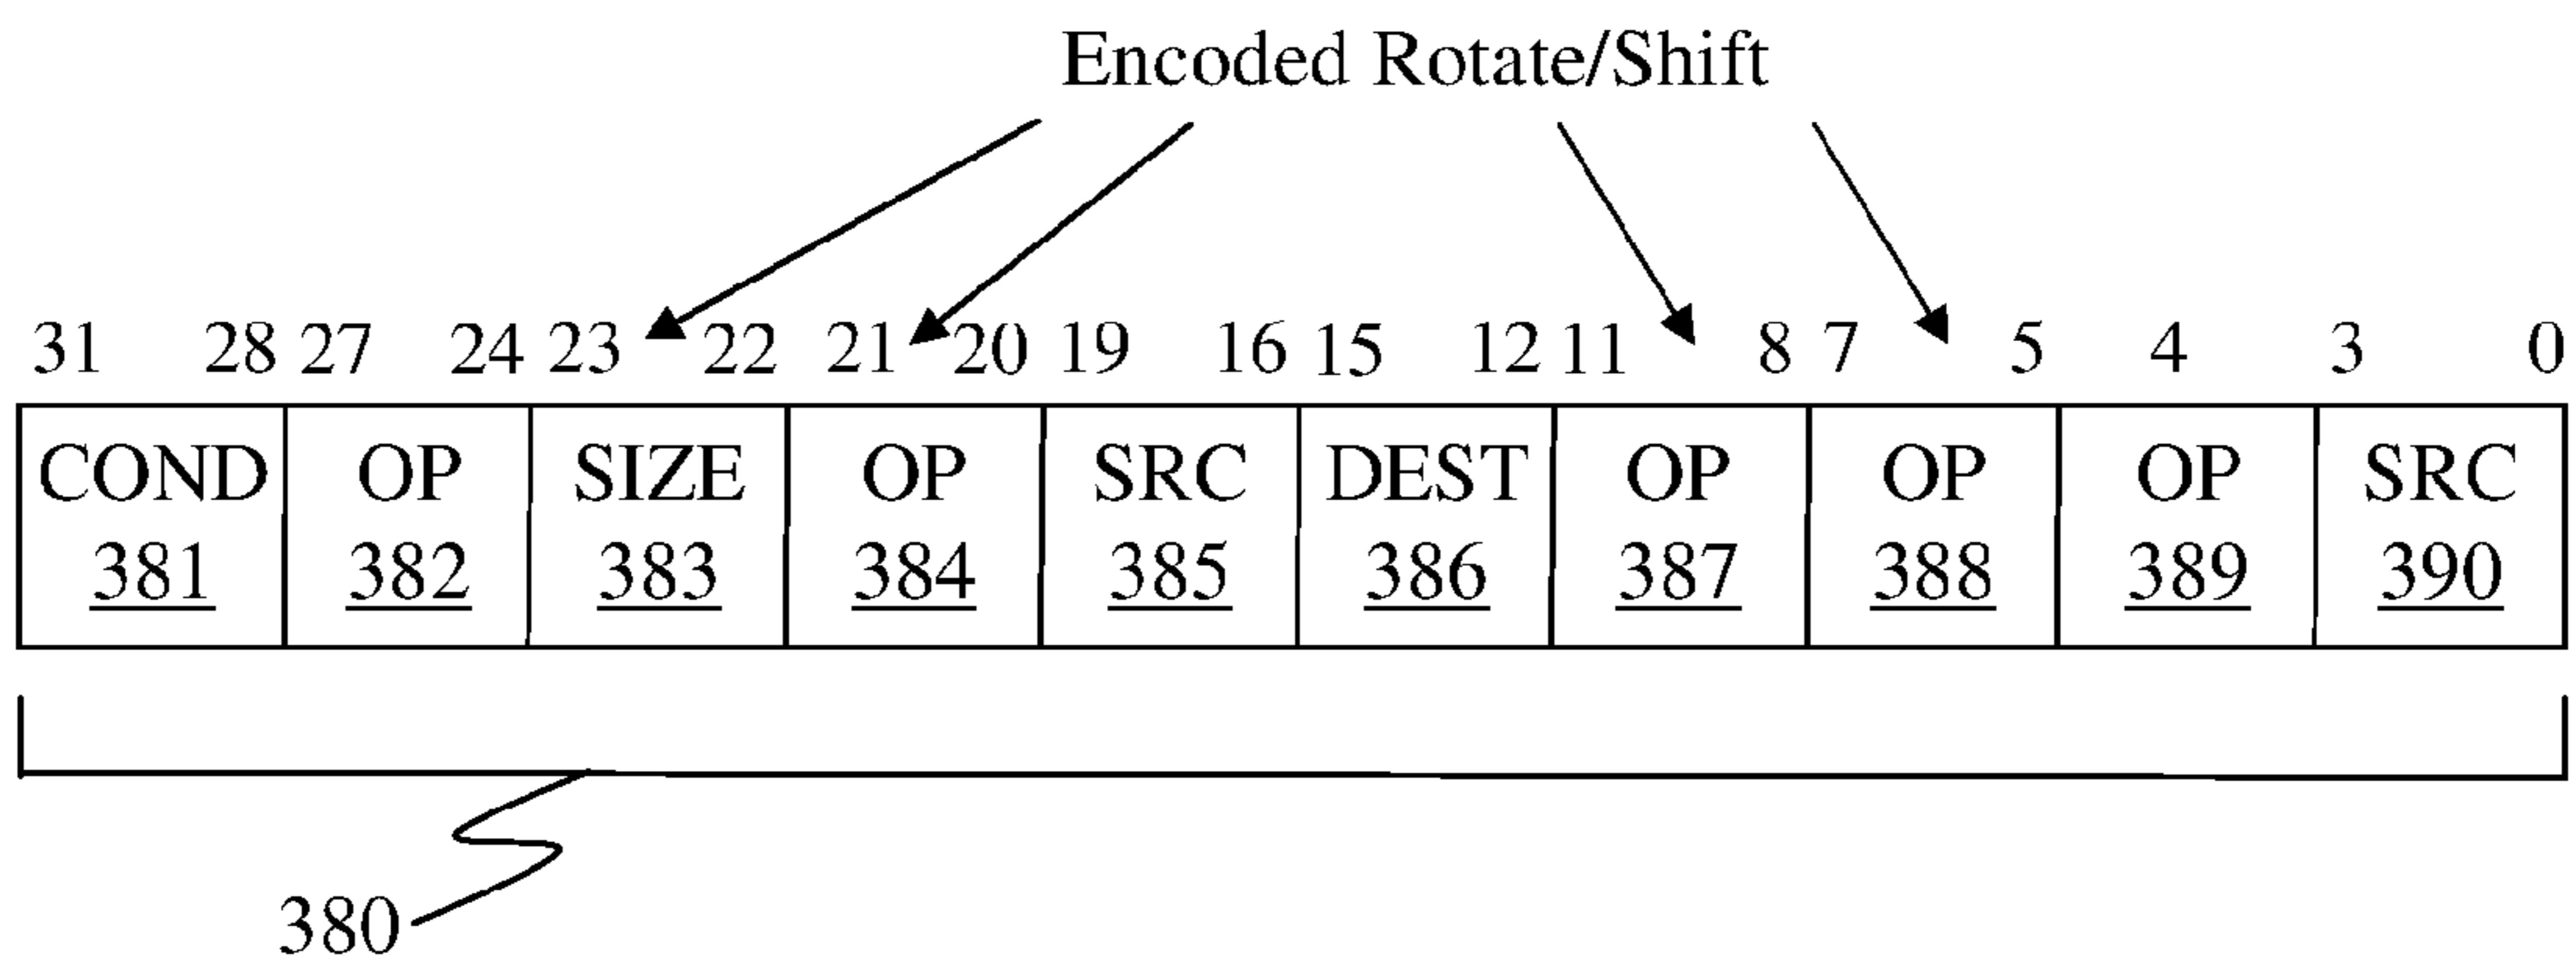 Encoded Rotate/Shift
31 28 27 24 23 22 21 20 19 16 15 12 11 8 7 5 4 3 0
COND OP SIZE OP SRC DEST OP OP OP SRC
381 382 383 384 385 386 387 388 389 390
380